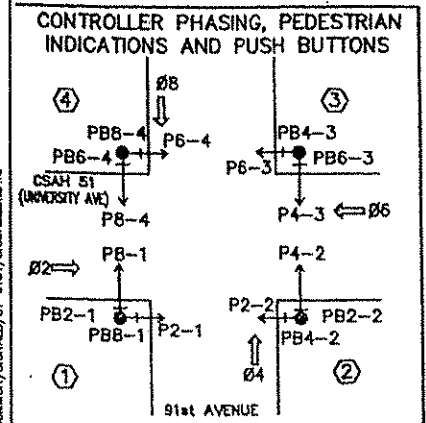 CONTROLLER PHASING, PEDESTRIAN
INDICATIONS AND PUSH BUTTONS
Ø8
4
3
PB8-4
P6-4
PB4-3
PB6-4
P6-3
PB6-3
CSAH 51
(UNIVERSITY AVE)
P8-4
P4-3
Ø6
P8-1
P4-2
Ø2
PB2-1
P2-1
P2-2
PB2-2
PB8-1
PB4-2
Ø4
1
2
91st AVENUE